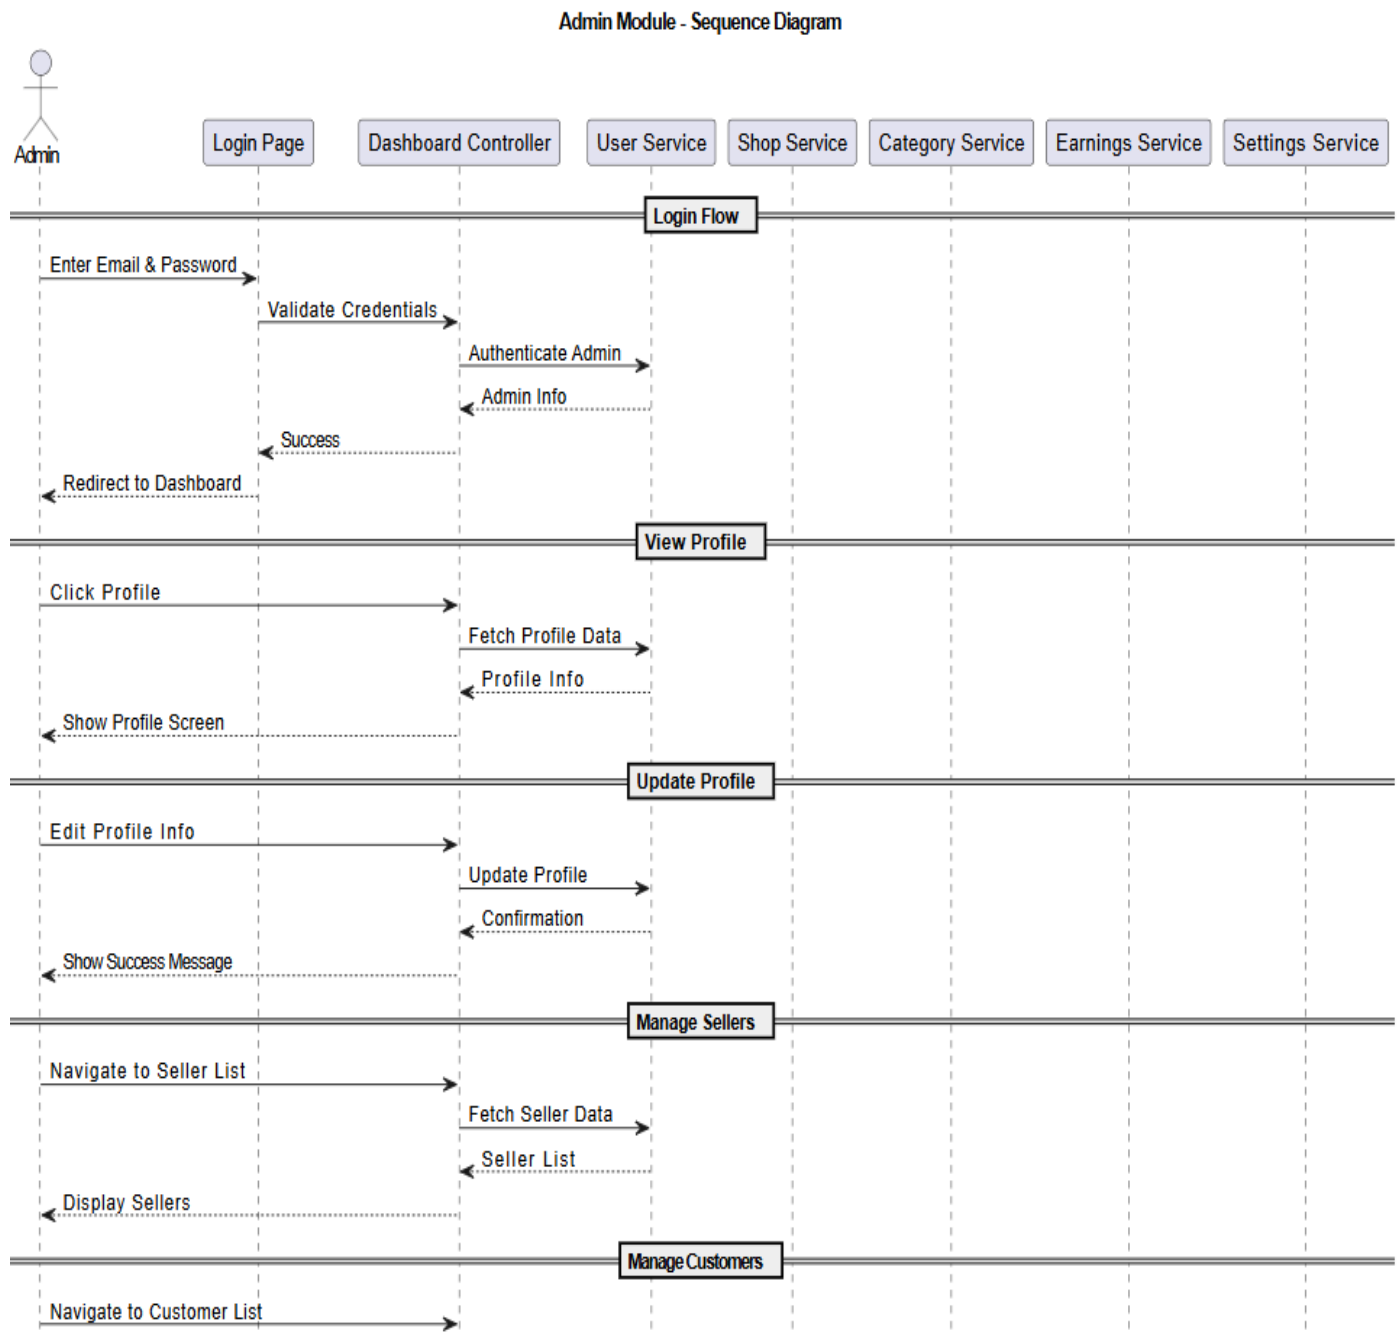 Admin Module - Sequence Diagram
Admin
Login Page
Dashboard Controller
User Service
Shop Service
Category Service
Earnings Service
Settings Service
Login Flow
Enter Email & Password
Validate Credentials
Authenticate Admin
Admin Info
Success
Redirect to Dashboard
View Profile
Click Profile
Fetch Profile Data
Profile Info
Show Profile Screen
Update Profile
Edit Profile Info
Update Profile
Confirmation
Show Success Message
Manage Sellers
Navigate to Seller List
Fetch Seller Data
Seller List
Display Sellers
Manage Customers
Navigate to Customer List